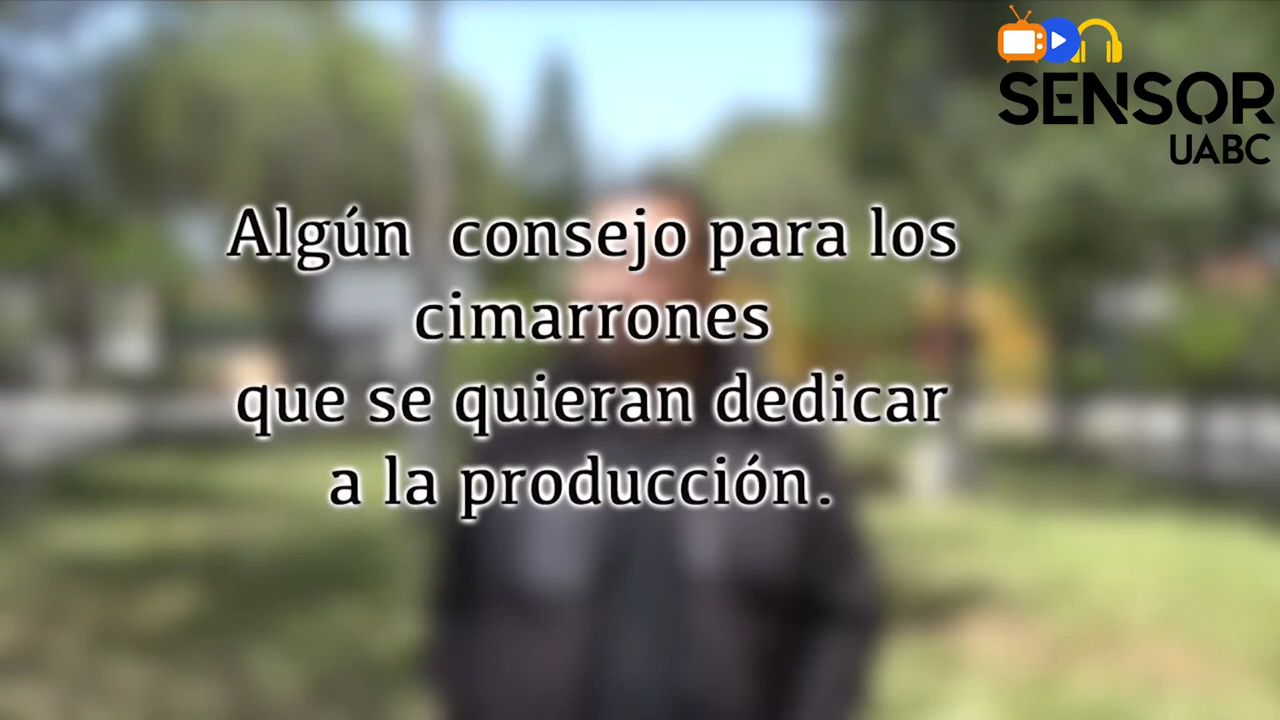 SENSOR
UABC
Algún consejo para los
cimarrones
que se quieran dedicar
a la producción.